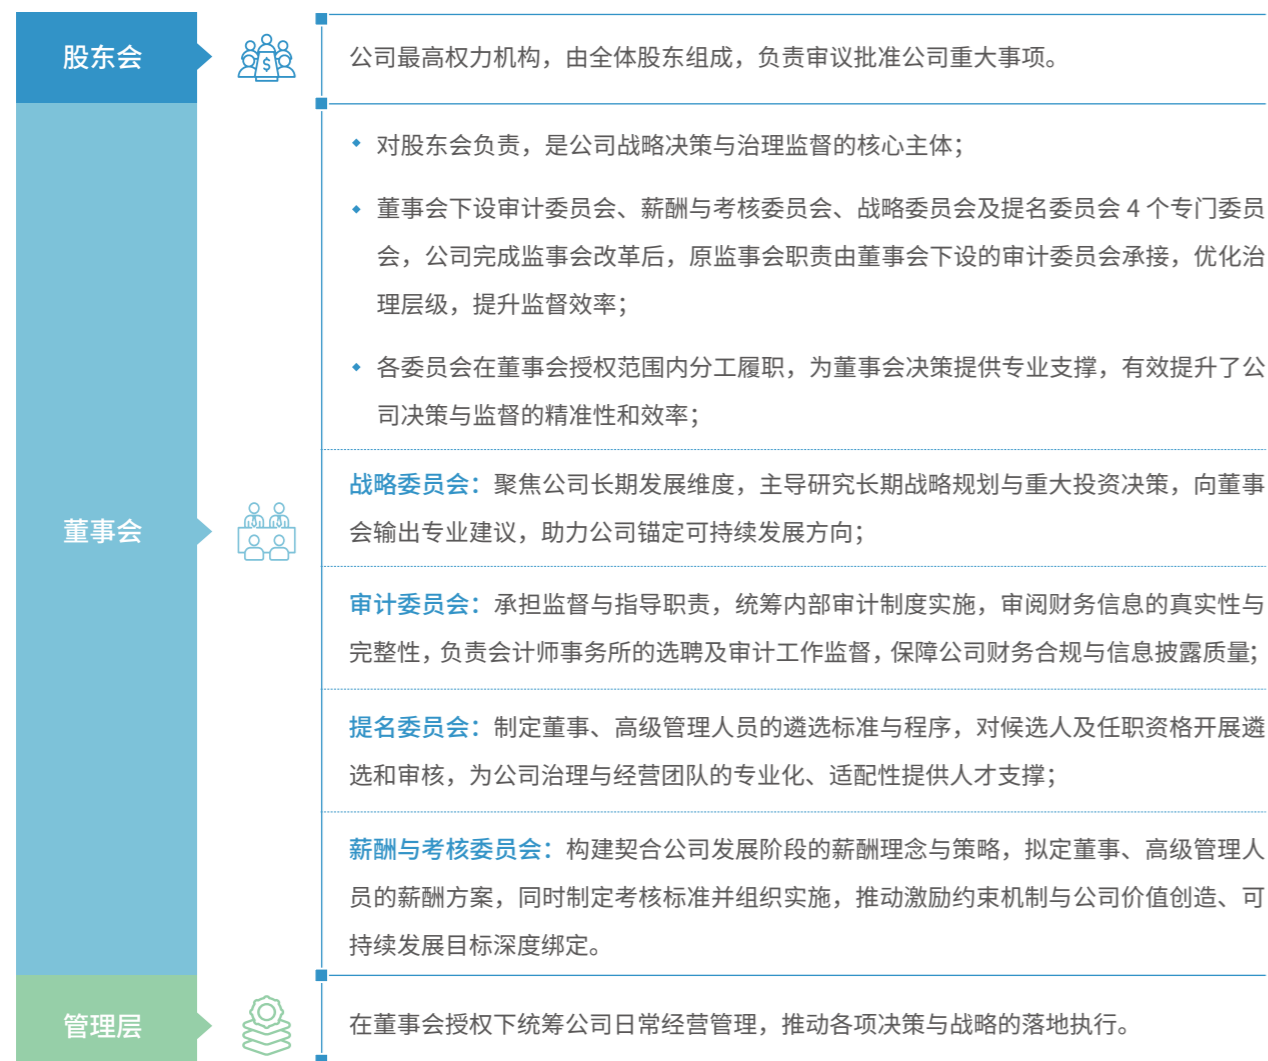 股东会
公司最高权力机构，由全体股东组成，负责审议批准公司重大事项。
董事会
对股东会负责，是公司战略决策与治理监督的核心主体；
董事会下设审计委员会、薪酬与考核委员会、战略委员会及提名委员会 4 个专门委员
会，公司完成监事会改革后，原监事会职责由董事会下设的审计委员会承接，优化治
理层级，提升监督效率；
各委员会在董事会授权范围内分工履职，为董事会决策提供专业支撑，有效提升了公
司决策与监督的精准性和效率；
战略委员会：聚焦公司长期发展维度，主导研究长期战略规划与重大投资决策，向董事
会输出专业建议，助力公司锚定可持续发展方向；
审计委员会：承担监督与指导职责，统筹内部审计制度实施，审阅财务信息的真实性与
完整性，负责会计师事务所的选聘及审计工作监督，保障公司财务合规与信息披露质量；
提名委员会：制定董事、高级管理人员的遴选标准与程序，对候选人及任职资格开展遴
选和审核，为公司治理与经营团队的专业化、适配性提供人才支撑；
薪酬与考核委员会：构建契合公司发展阶段的薪酬理念与策略，拟定董事、高级管理人
员的薪酬方案，同时制定考核标准并组织实施，推动激励约束机制与公司价值创造、可
持续发展目标深度绑定。
管理层
在董事会授权下统筹公司日常经营管理，推动各项决策与战略的落地执行。